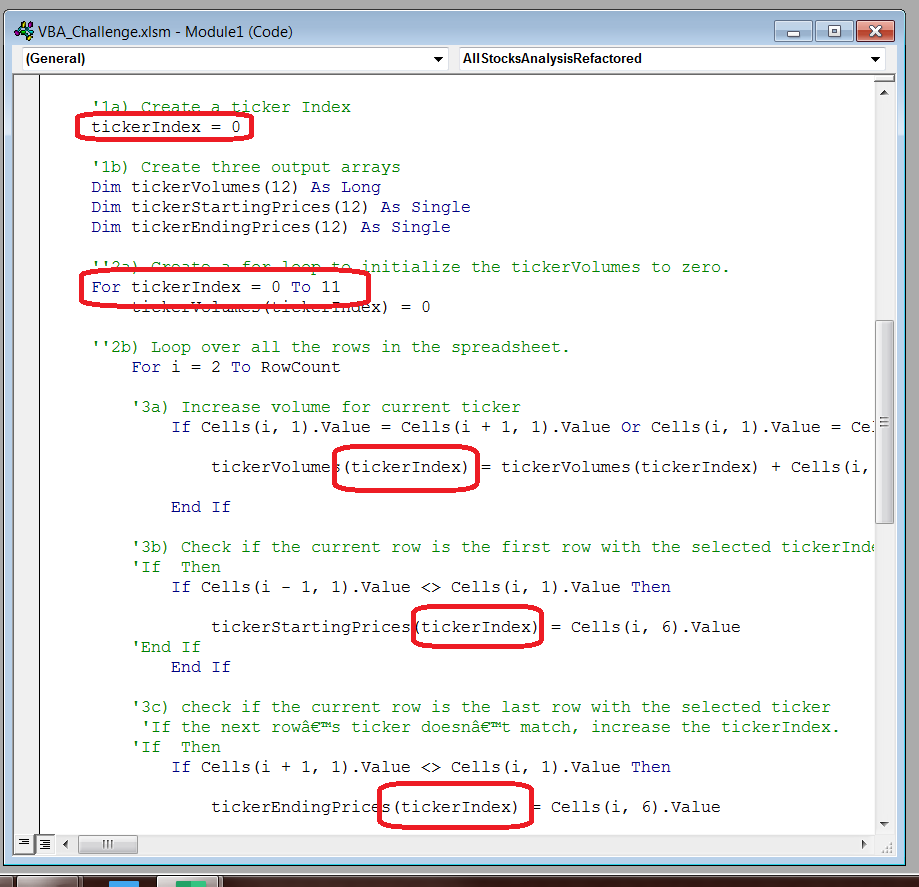 VBA_Challenge.xlsm - Module1 (Code)
(General) AllStocksAnalysisRefactored
'1a) Create a ticker Index
tickerIndex = 0
'1b) Create three output arrays
Dim tickerVolumes(12) As Long
Dim tickerStartingPrices(12) As Single
Dim tickerEndingPrices(12) As Single
''2a) Create a for loop to initialize the tickerVolumes to zero.
For tickerIndex = 0 To 11
tickerVolumes(tickerIndex) = 0
''2b) Loop over all the rows in the spreadsheet.
For i = 2 To RowCount
'3a) Increase volume for current ticker
If Cells(i, 1).Value = Cells(i + 1, 1).Value Or Cells(i, 1).Value = Cel
tickerVolumes(tickerIndex) = tickerVolumes(tickerIndex) + Cells(i,
End If
'3b) Check if the current row is the first row with the selected tickerInde
'If  Then
If Cells(i - 1, 1).Value <> Cells(i, 1).Value Then
tickerStartingPrices(tickerIndex) = Cells(i, 6).Value
'End If
End If
'3c) check if the current row is the last row with the selected ticker
'If the next rowâ€™s ticker doesnâ€™t match, increase the tickerIndex.
'If  Then
If Cells(i + 1, 1).Value <> Cells(i, 1).Value Then
tickerEndingPrices(tickerIndex) = Cells(i, 6).Value